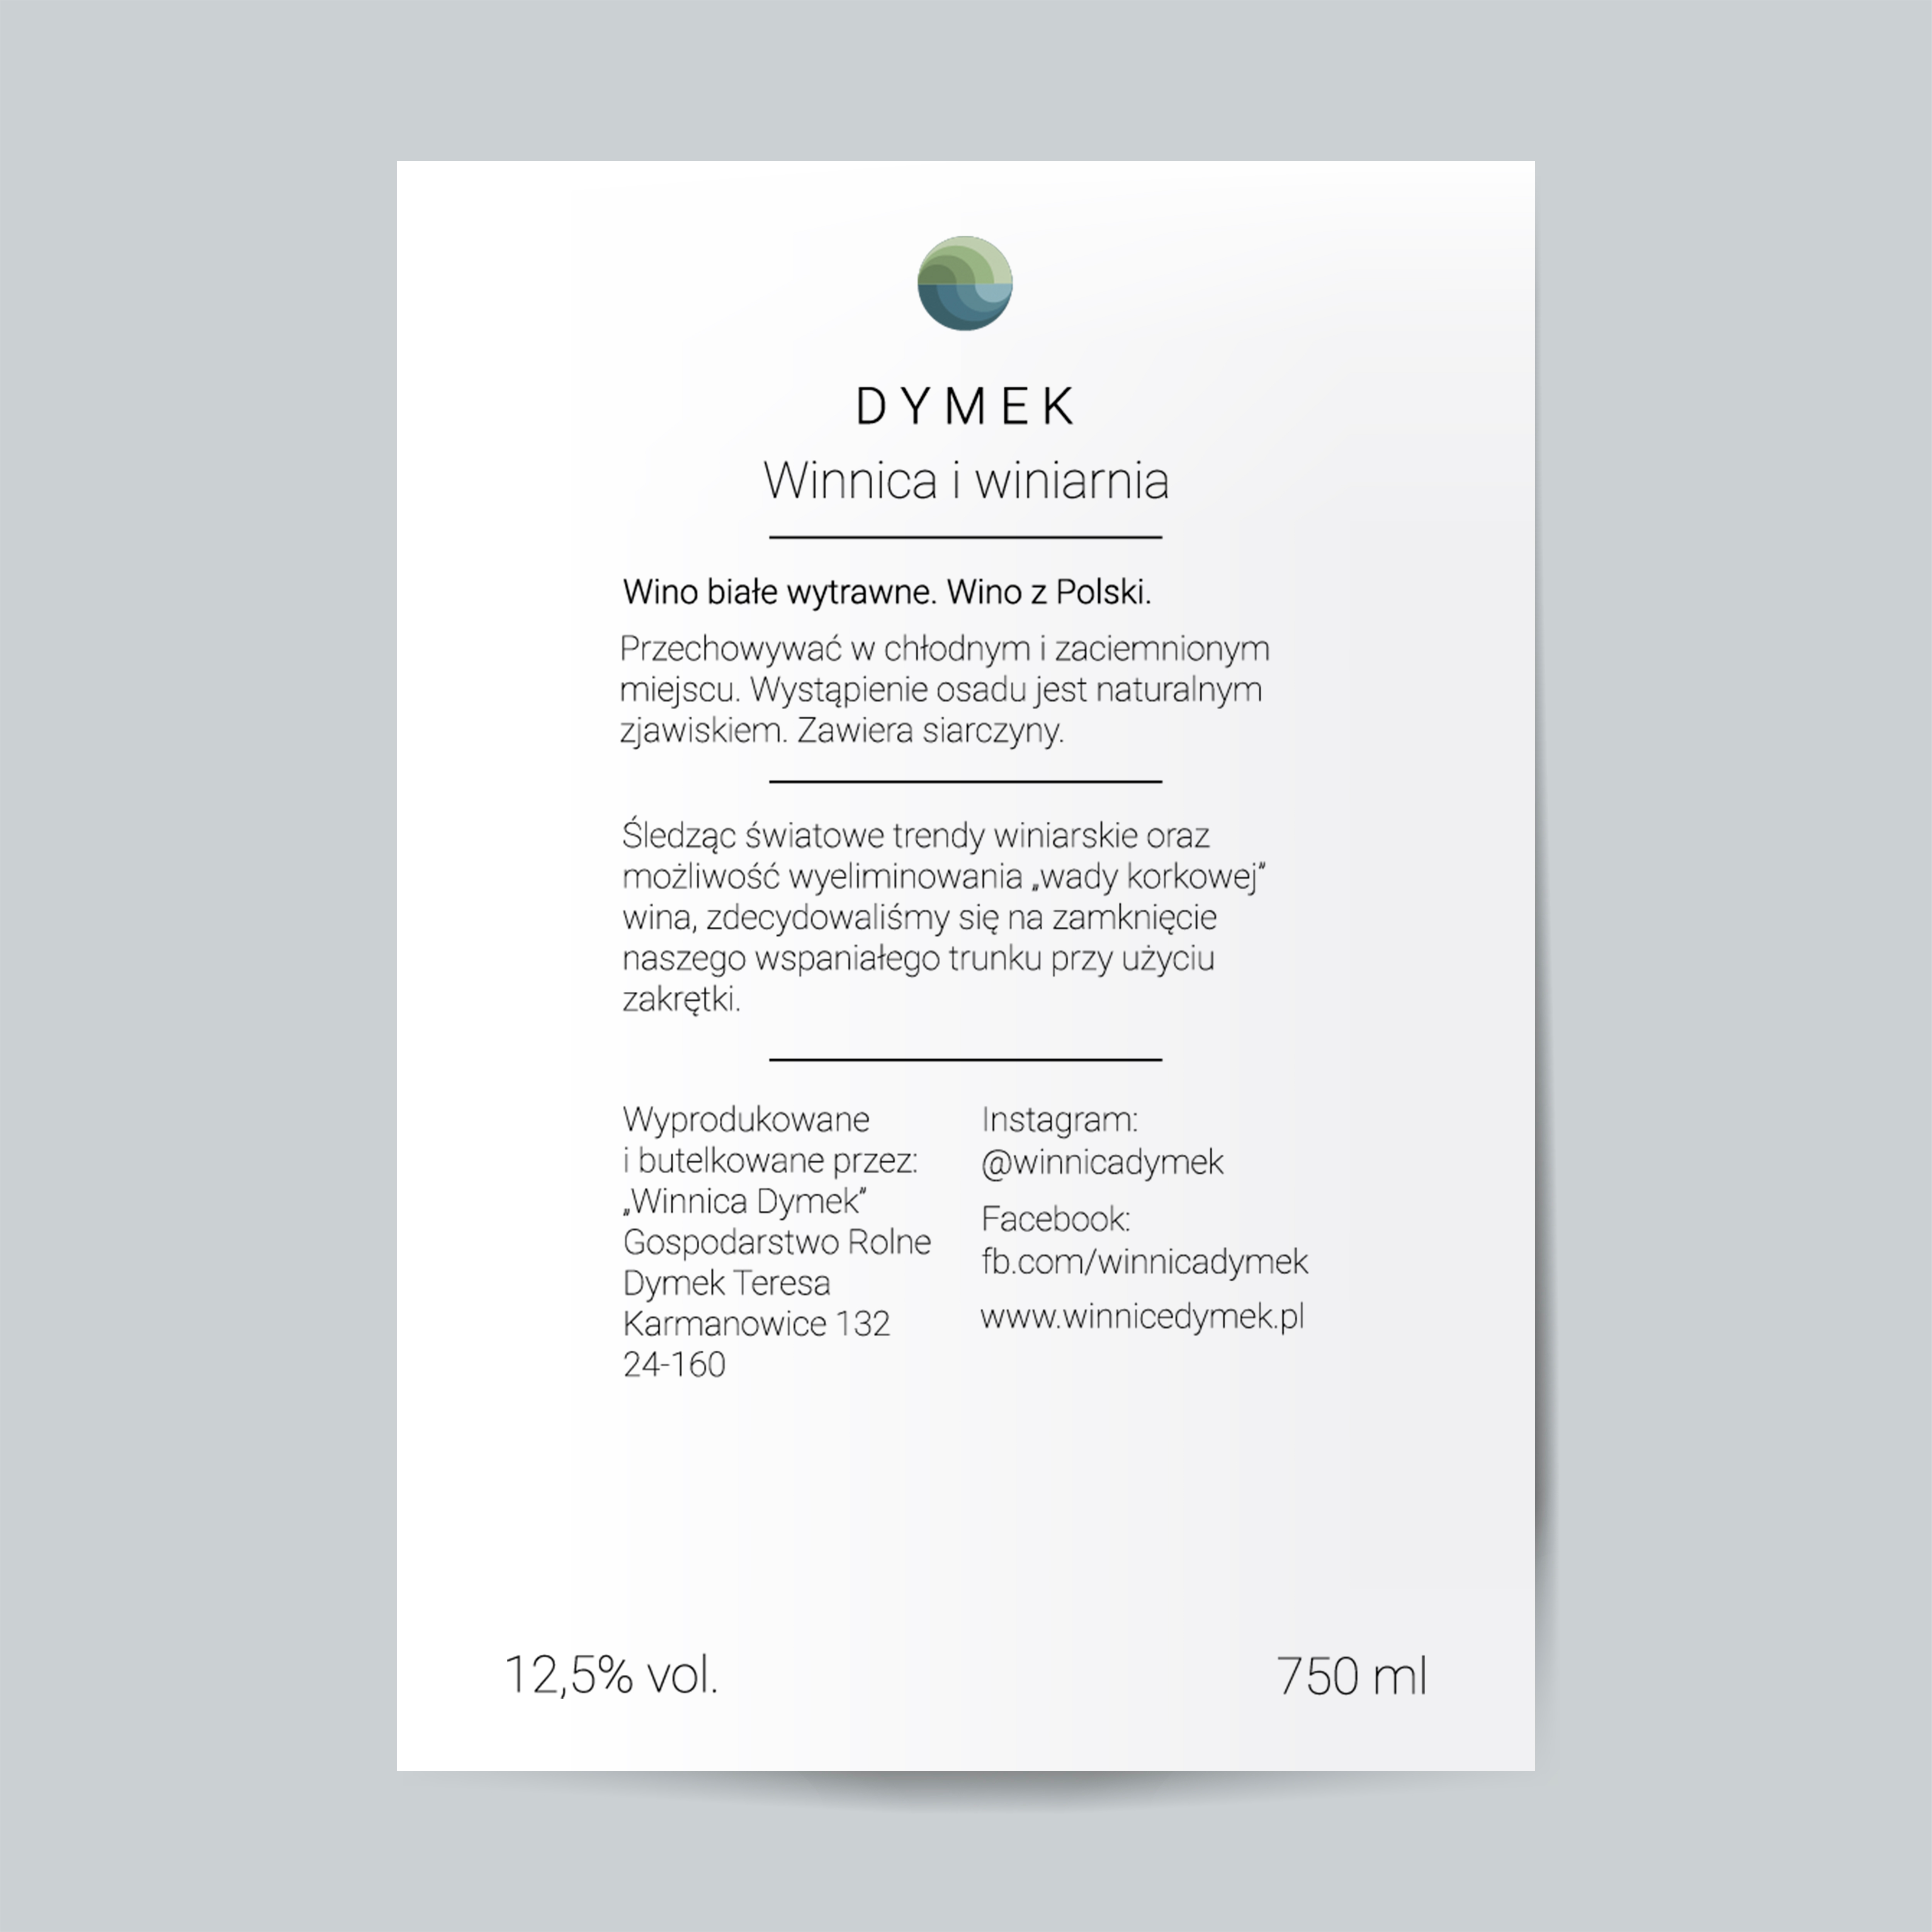 DYMEK
Winnica i winiarnia
Wino białe wytrawne. Wino z Polski.
Przechowywać w chłodnym i zaciemnionym
miejscu. Wystąpienie osadu jest naturalnym
zjawiskiem. Zawiera siarczyny.
Śledząc światowe trendy winiarskie oraz
możliwość wyeliminowania „wady korkowej”
wina, zdecydowaliśmy się na zamknięcie
naszego wspaniałego trunku przy użyciu
zakrętki.
Wyprodukowane
i butelkowane przez:
„Winnica Dymek”
Gospodarstwo Rolne
Dymek Teresa
Karmanowice 132
24-160
Instagram:
@winnicadymek
Facebook:
fb.com/winnicadymek
www.winnicedymek.pl
12,5% vol.
750 ml